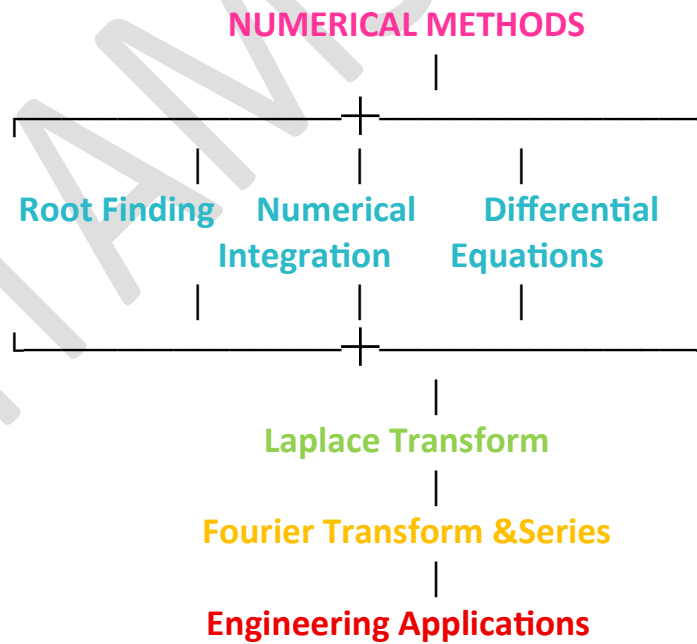 NUMERICAL METHODS
Root Finding Numerical Differential
Integration Equations
Laplace Transform
Fourier Transform &Series
Engineering Applications